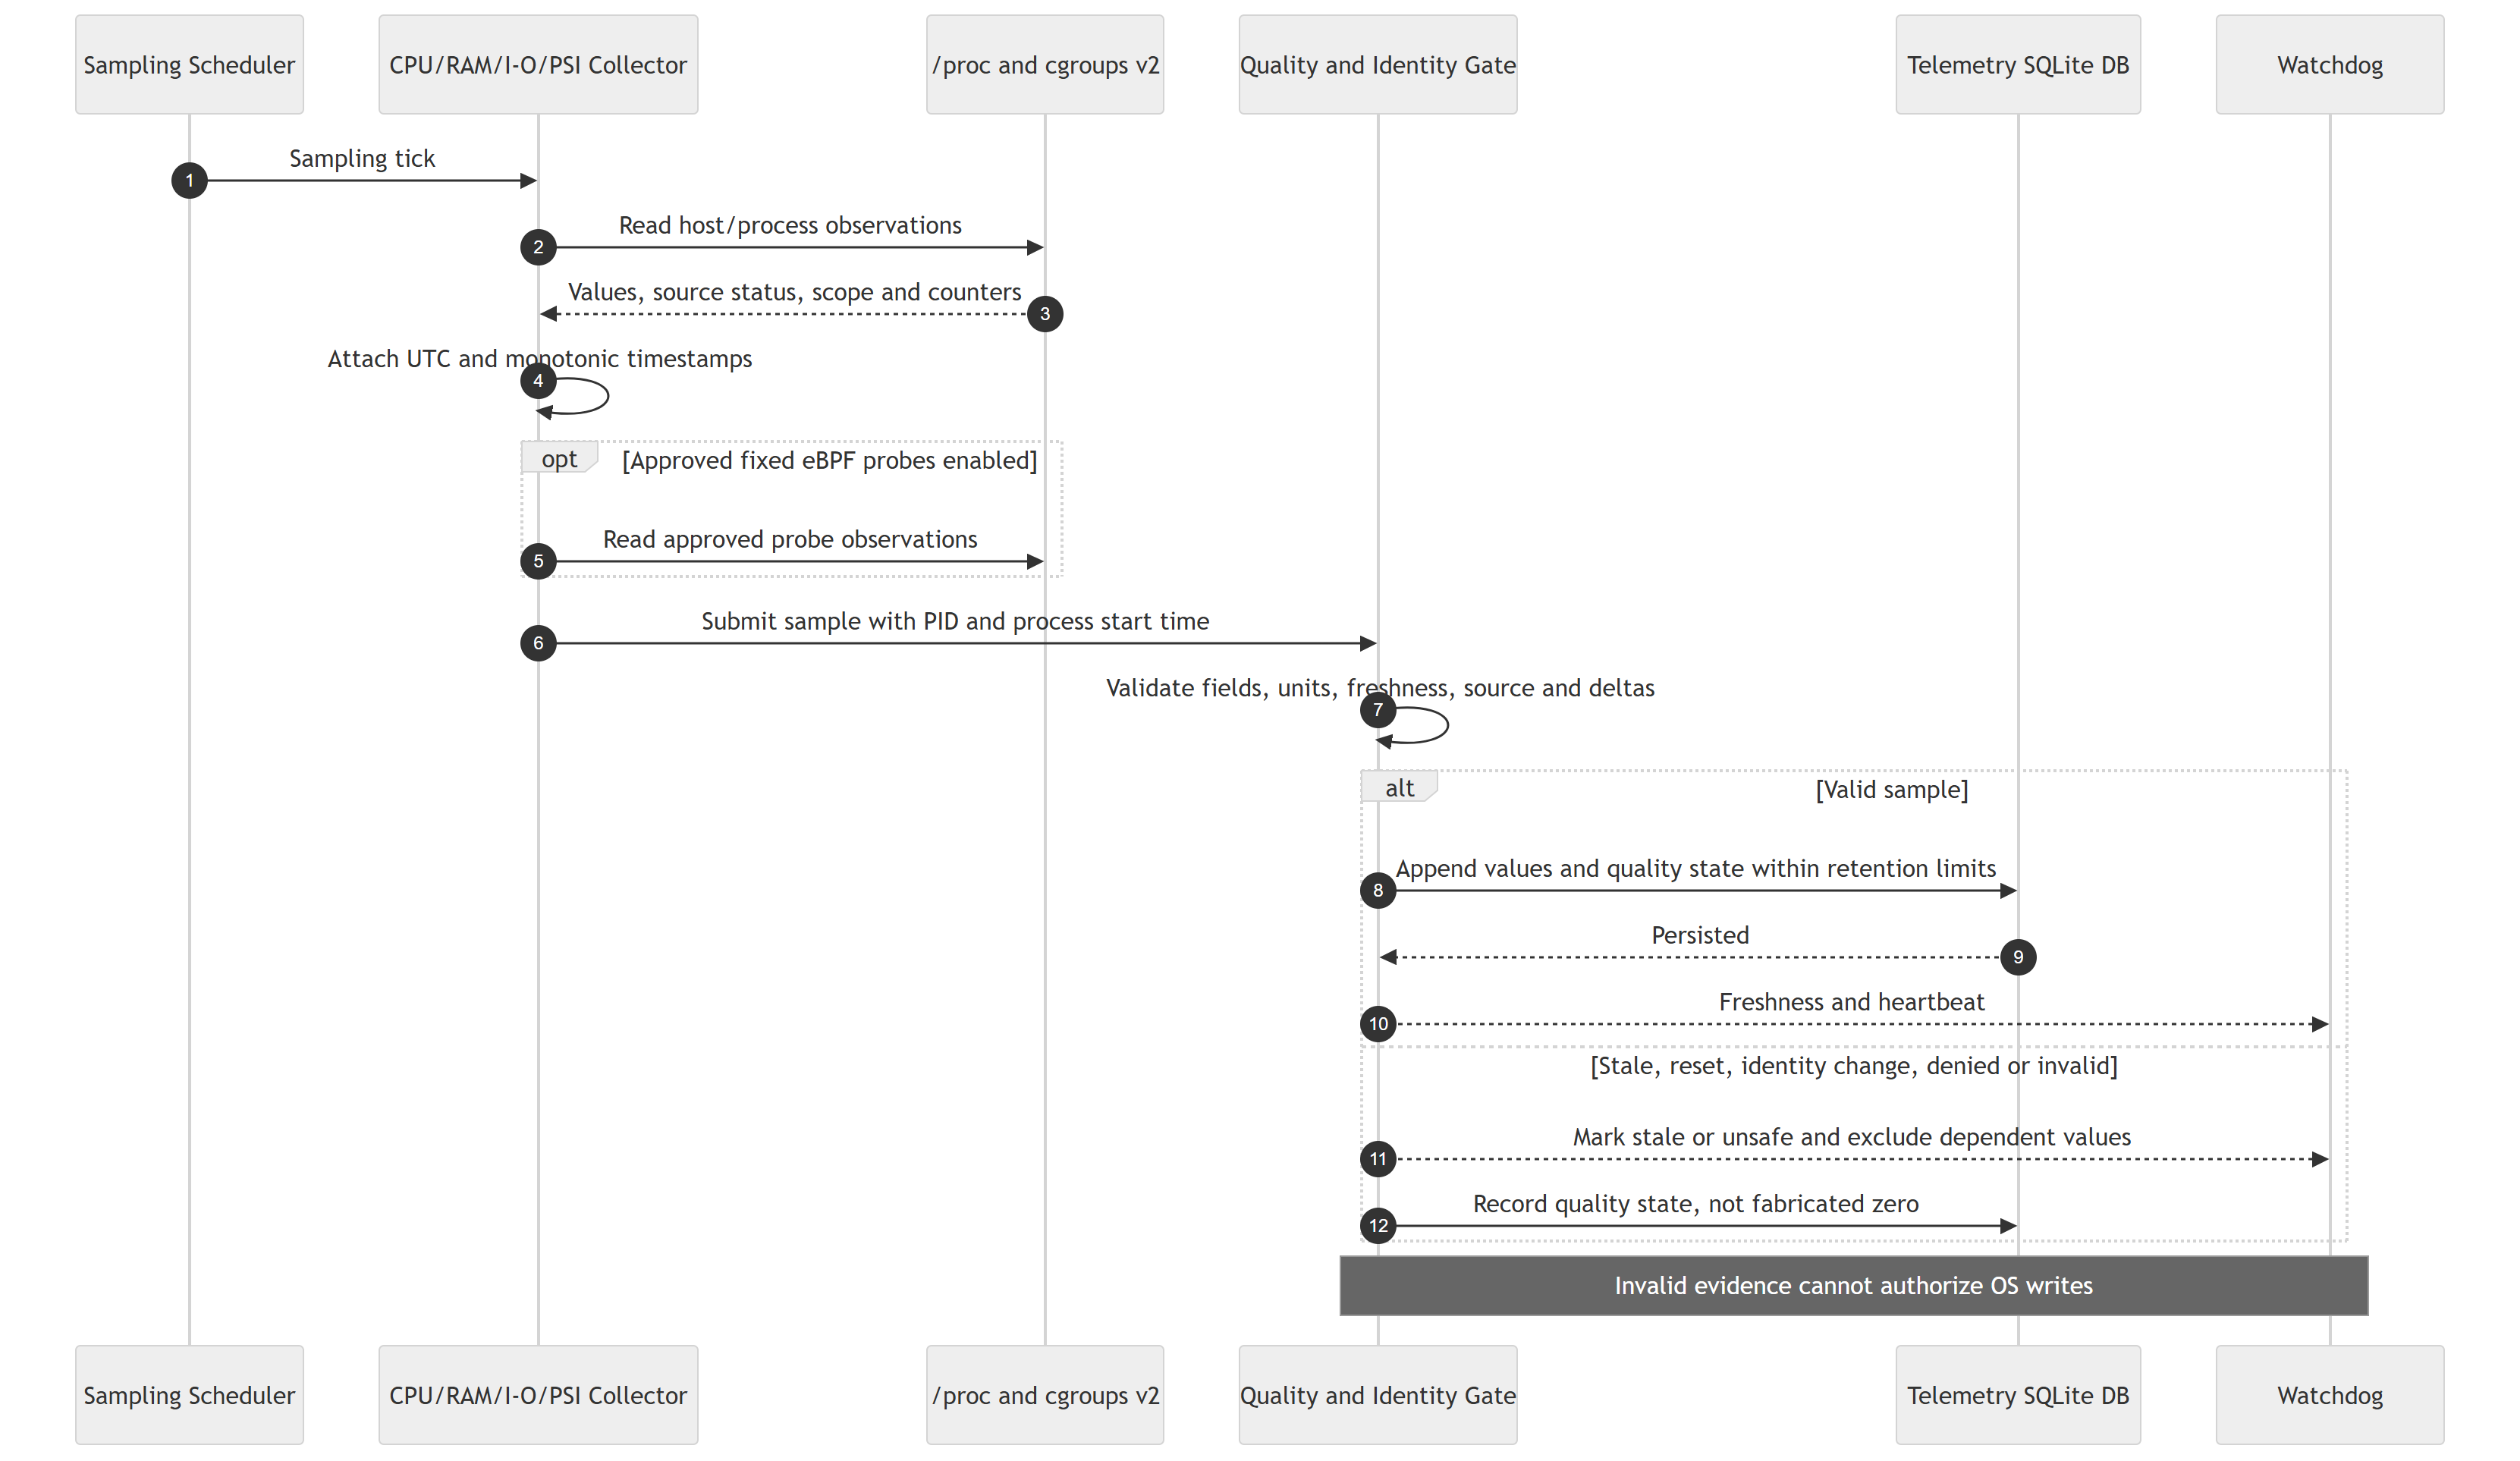 Sampling Scheduler
CPU/RAM/I-O/PSI Collector
/proc and cgroups v2
Quality and Identity Gate
Telemetry SQLite DB
Watchdog
Sampling tick
1
Read host/process observations
2
Values, source status, scope and counters
3
Attach UTC and monotonic timestamps
4
opt
[Approved fixed eBPF probes enabled]
Read approved probe observations
5
Submit sample with PID and process start time
6
Validate fields, units, freshness, source and deltas
7
alt
[Valid sample]
Append values and quality state within retention limits
8
Persisted
9
Freshness and heartbeat
10
[Stale, reset, identity change, denied or invalid]
Mark stale or unsafe and exclude dependent values
11
Record quality state, not fabricated zero
12
Invalid evidence cannot authorize OS writes
Sampling Scheduler
CPU/RAM/I-O/PSI Collector
/proc and cgroups v2
Quality and Identity Gate
Telemetry SQLite DB
Watchdog